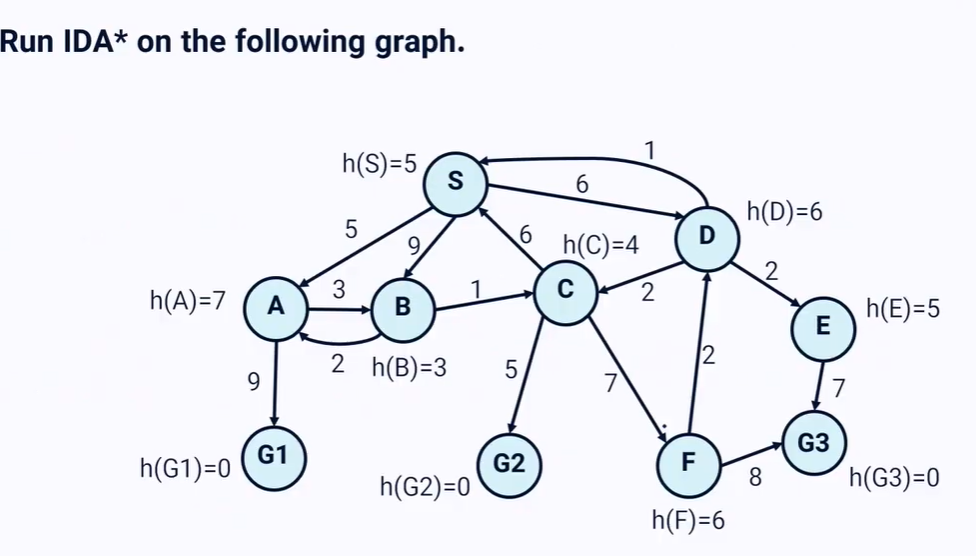 Run IDA* on the following graph.
1
h(S)=5
S
6
h(D)=6
5
9
6
h(C)=4
D
2
h(A)=7
A
3
B
1
C
2
h(E)=5
E
2
h(B)=3
9
5
7
2
7
h(G1)=0
G1
G2
F
G3
8
h(G2)=0
h(G3)=0
h(F)=6